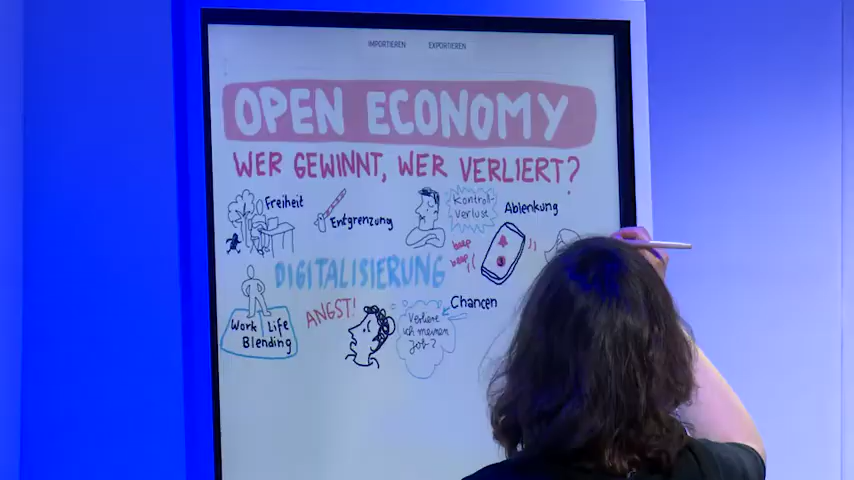 IMPORTIEREN EXPORTIEREN
OPEN ECONOMY
WER GEWINNT, WER VERLIERT?
Freiheit
Entgrenzung
Kontroll-
verlust
Ablenkung
beep
beep
DIGITALISIERUNG
Work Life
Blending
ANGST!
Verliere
ich meinen
Job?
Chancen